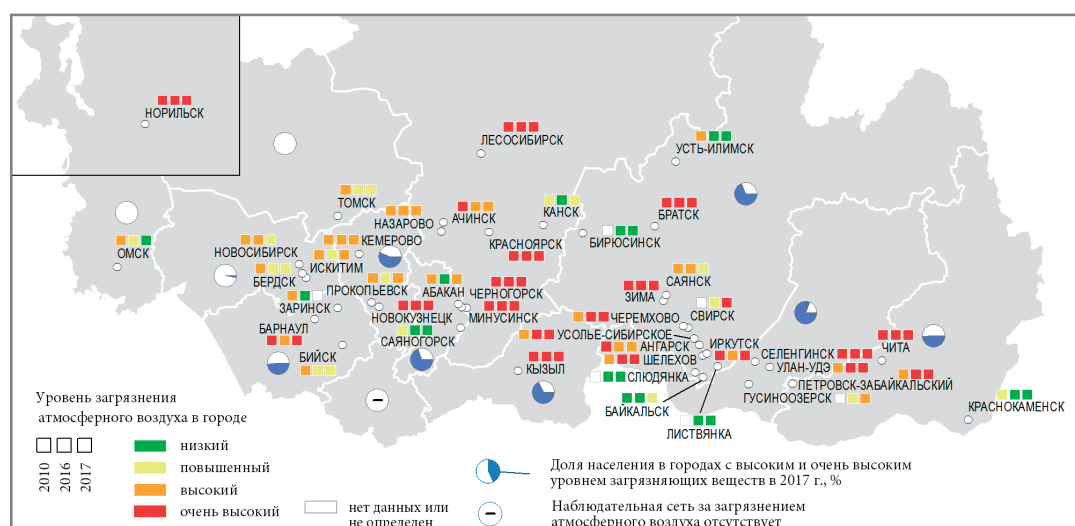 НОРИЛЬСК
ЛЕСОСИБИРСК
УСТЬ-ИЛИМСК
ТОМСК
НАЗАРОВО
АЧИНСК
КАНСК
БРАТСК
БИРЮСИНСК
ОМСК
НОВОСИБИРСК
КЕМЕРОВО
КРАСНОЯРСК
ИСКИТИМ
БЕРДСК
ПРОКОПЬЕВСК
АБАКАН
ЧЕРНОГОРСК
САЯНСК
ЗИМА
ЗАРИНСК
НОВОКУЗНЕЦК
МИНУСИНСК
СВИРСК
ЧЕРЕМХОВО
БАРНАУЛ
САЯНОГОРСК
УСОЛЬЕ-СИБИРСКОЕ
АНГАРСК
ИРКУТСК
ЧИТА
БИЙСК
ШЕЛЕХОВ
СЕЛЕНГИНСК
КЫЗЫЛ
УЛАН-УДЭ
СЛЮДЯНКА
ПЕТРОВСК-ЗАБАЙКАЛЬСКИЙ
ГУСИНООЗЕРСК
БАЙКАЛЬСК
КРАСНОКАМЕНСК
ЛИСТВЯНКА
Уровень загрязнения
атмосферного воздуха в городе
2010
2016
2017
низкий
повышенный
высокий
очень высокий
нет данных или
не определен
Доля населения в городах с высоким и очень высоким
уровнем загрязняющих веществ в 2017 г., %
Наблюдательная сеть за загрязнением
атмосферного воздуха отсутствует